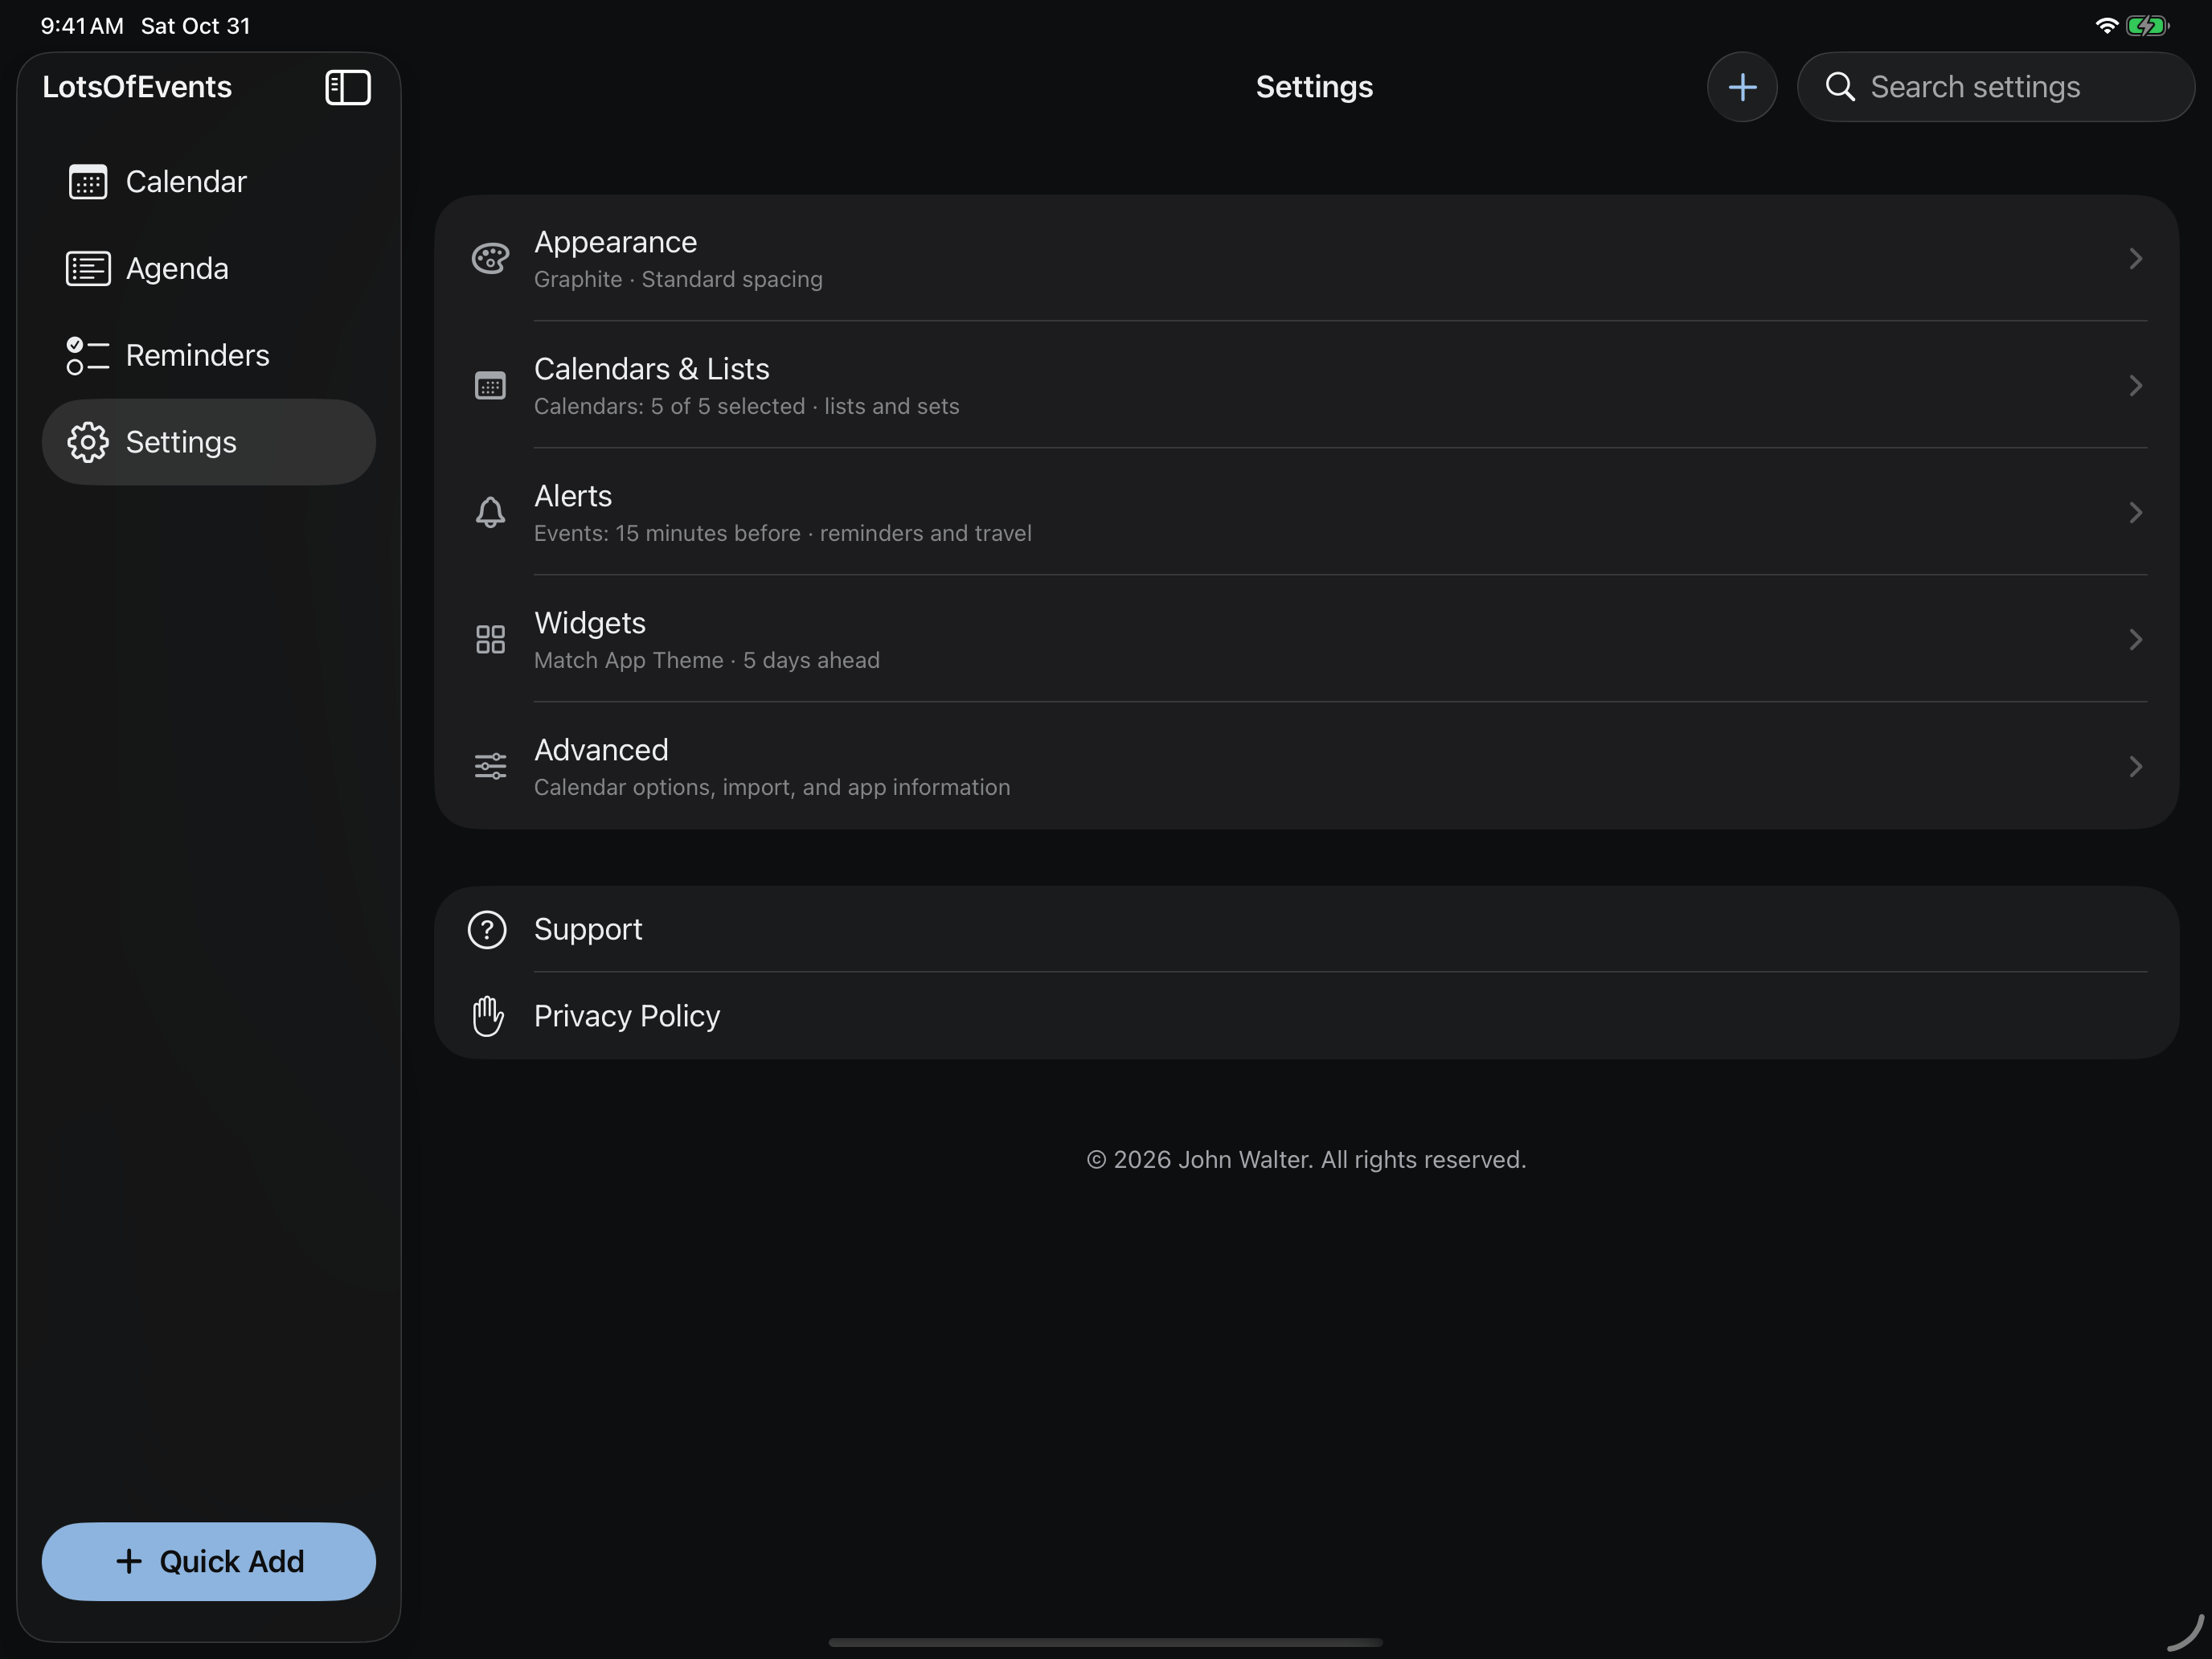 9:41 AM Sat Oct 31
LotsOfEvents
Calendar
Agenda
Reminders
Settings
Quick Add
Settings
Search settings
Appearance
Graphite · Standard spacing
Calendars & Lists
Calendars: 5 of 5 selected · lists and sets
Alerts
Events: 15 minutes before · reminders and travel
Widgets
Match App Theme · 5 days ahead
Advanced
Calendar options, import, and app information
Support
Privacy Policy
© 2026 John Walter. All rights reserved.